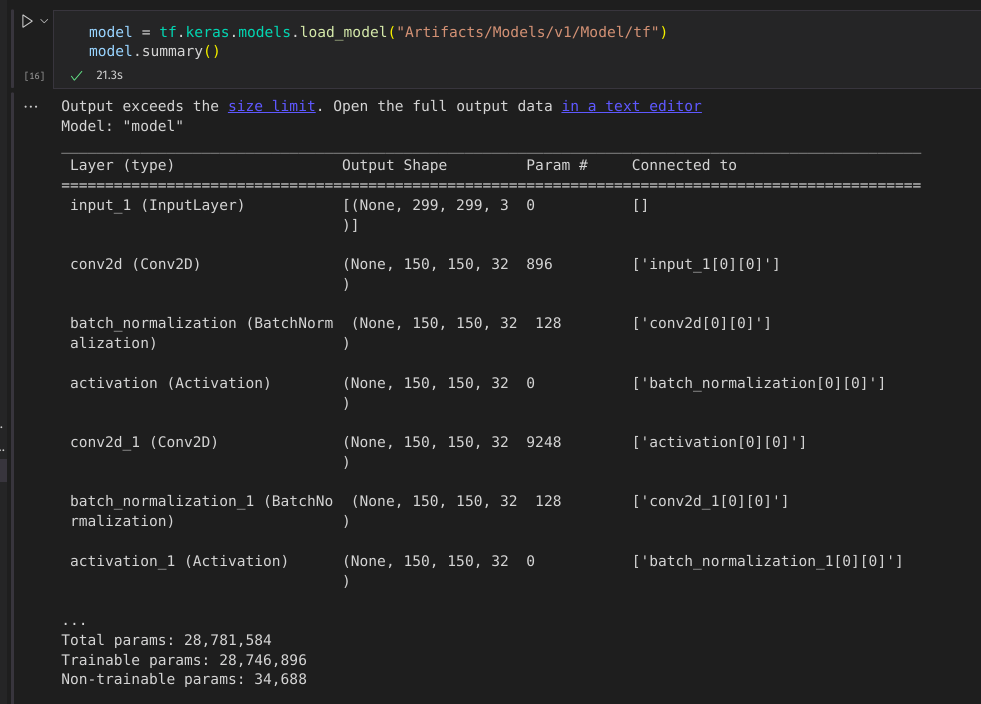 model = tf.keras.models.load_model("Artifacts/Models/v1/Model/tf")
model.summary()
[16] 21.3s
... Output exceeds the size limit. Open the full output data in a text editor
Model: "model"
Layer (type) Output Shape Param # Connected to
==================================================================================================
input_1 (InputLayer) [(None, 299, 299, 3 0 []
)]
conv2d (Conv2D) (None, 150, 150, 32 896 ['input_1[0][0]']
)
batch_normalization (BatchNorm (None, 150, 150, 32 128 ['conv2d[0][0]']
alization) )
activation (Activation) (None, 150, 150, 32 0 ['batch_normalization[0][0]']
)
conv2d_1 (Conv2D) (None, 150, 150, 32 9248 ['activation[0][0]']
)
batch_normalization_1 (BatchNo (None, 150, 150, 32 128 ['conv2d_1[0][0]']
rmalization) )
activation_1 (Activation) (None, 150, 150, 32 0 ['batch_normalization_1[0][0]']
)
...
Total params: 28,781,584
Trainable params: 28,746,896
Non-trainable params: 34,688